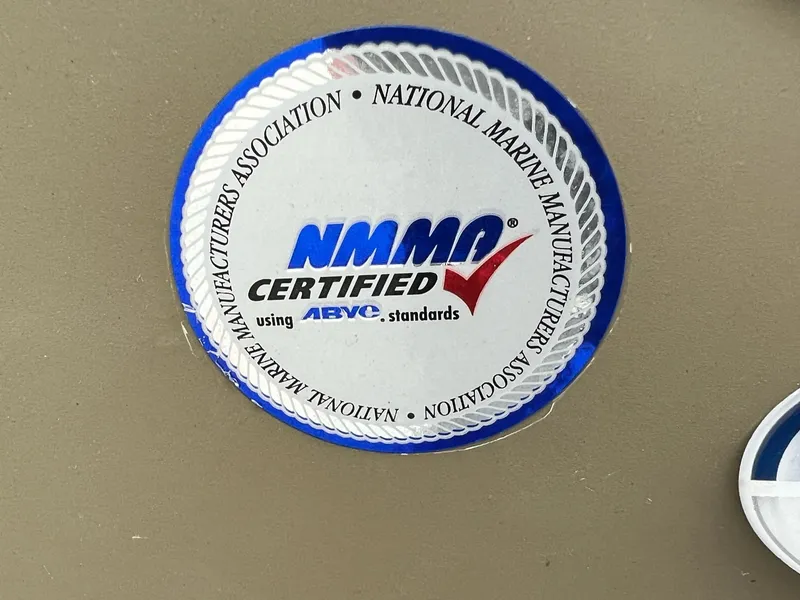 NATIONAL MARINE MANUFACTURERS ASSOCIATION • NATIONAL MARINE MANUFACTURERS ASSOCIATION •
NMMA®
CERTIFIED
using ABYC. standards